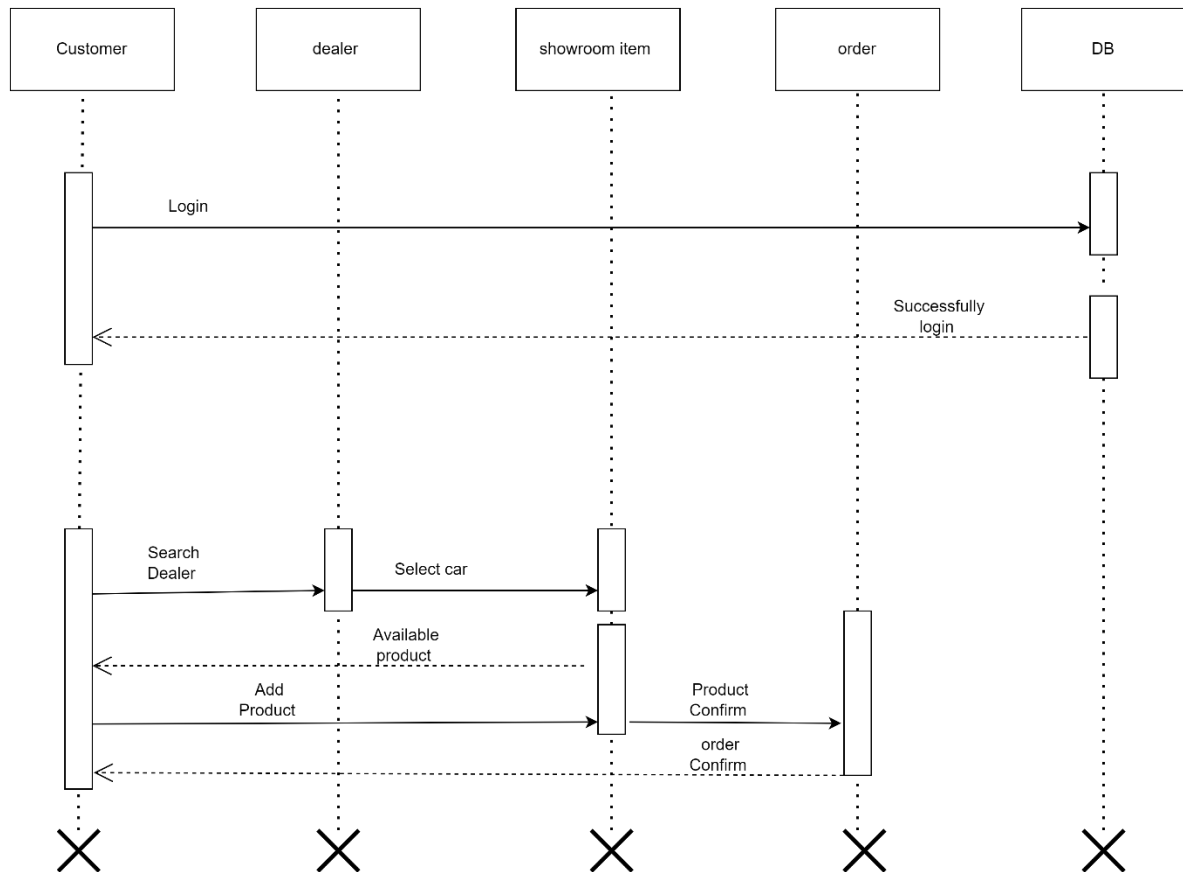 Customer
dealer
showroom item
order
DB
Login
Successfully
login
Search
Dealer
Select car
Available
product
Add
Product
Product
Confirm
order
Confirm